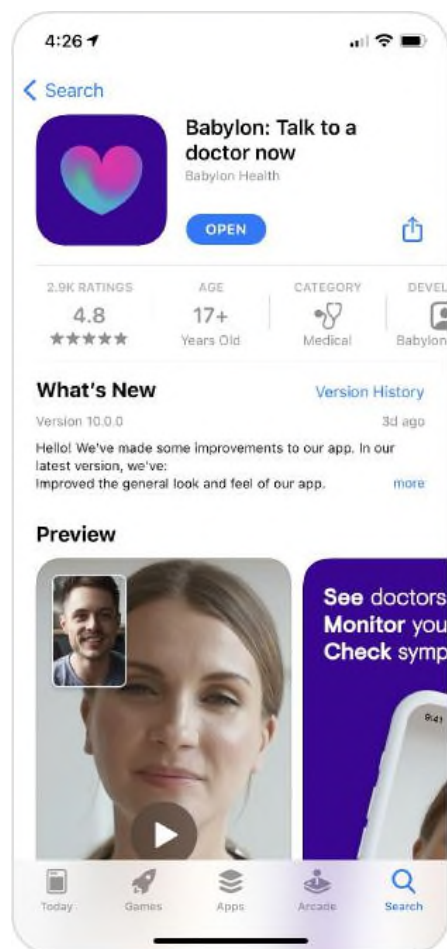 4:26
Search
Babylon: Talk to a
doctor now
Babylon Health
OPEN
2.9K RATINGS
4.8
AGE
17+
Years Old
CATEGORY
Medical
DEVEL
Babylon
What's New
Version History
Version 10.0.0
3d ago
Hello! We've made some improvements to our app. In our
latest version, we've:
Improved the general look and feel of our app.
more
Preview
See doctors
Monitor you
Check symp
9:41
Today
Games
Apps
Arcade
Search